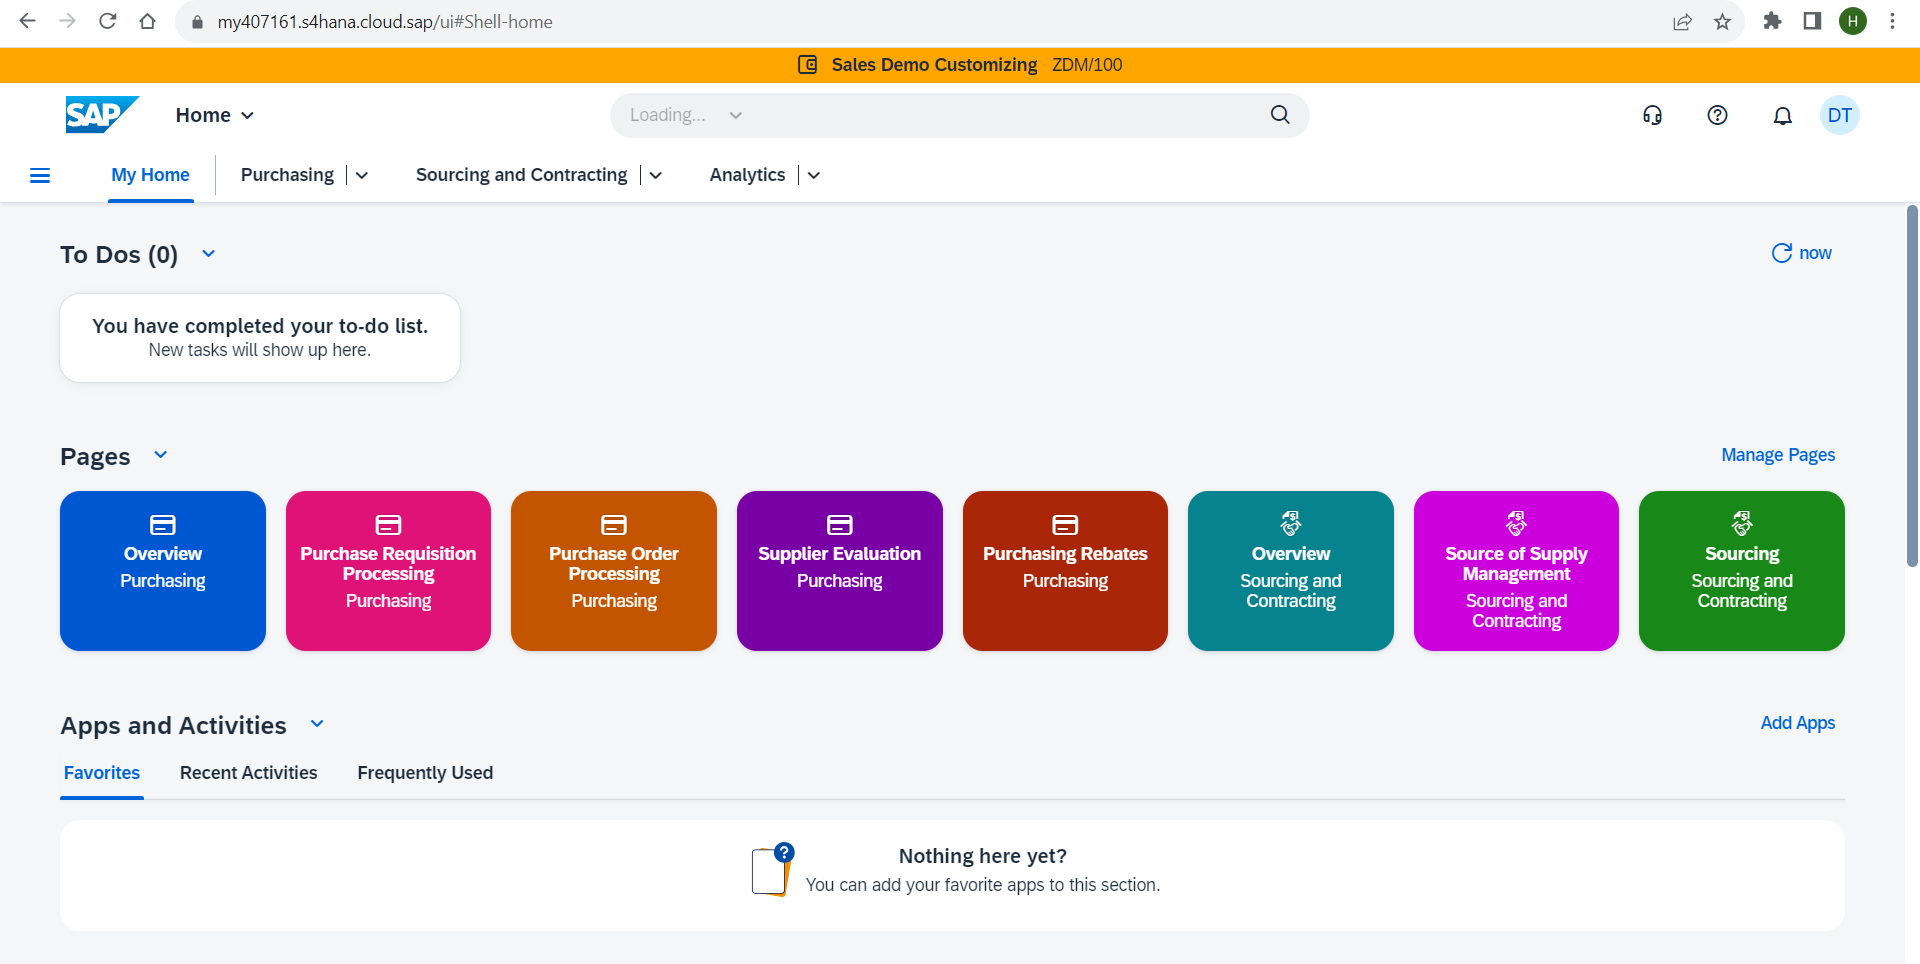 my407161.s4hana.cloud.sap/ui#Shell-home
H
Sales Demo Customizing ZDM/100
SAP
Home
Loading...
DT
My Home
Purchasing
Sourcing and Contracting
Analytics
To Dos (0)
now
You have completed your to-do list.
New tasks will show up here.
Pages
Manage Pages
Overview
Purchasing
Purchase Requisition
Processing
Purchasing
Purchase Order
Processing
Purchasing
Supplier Evaluation
Purchasing
Purchasing Rebates
Purchasing
Overview
Sourcing and
Contracting
Source of Supply
Management
Sourcing and
Contracting
Sourcing
Sourcing and
Contracting
Apps and Activities
Add Apps
Favorites
Recent Activities
Frequently Used
Nothing here yet?
You can add your favorite apps to this section.